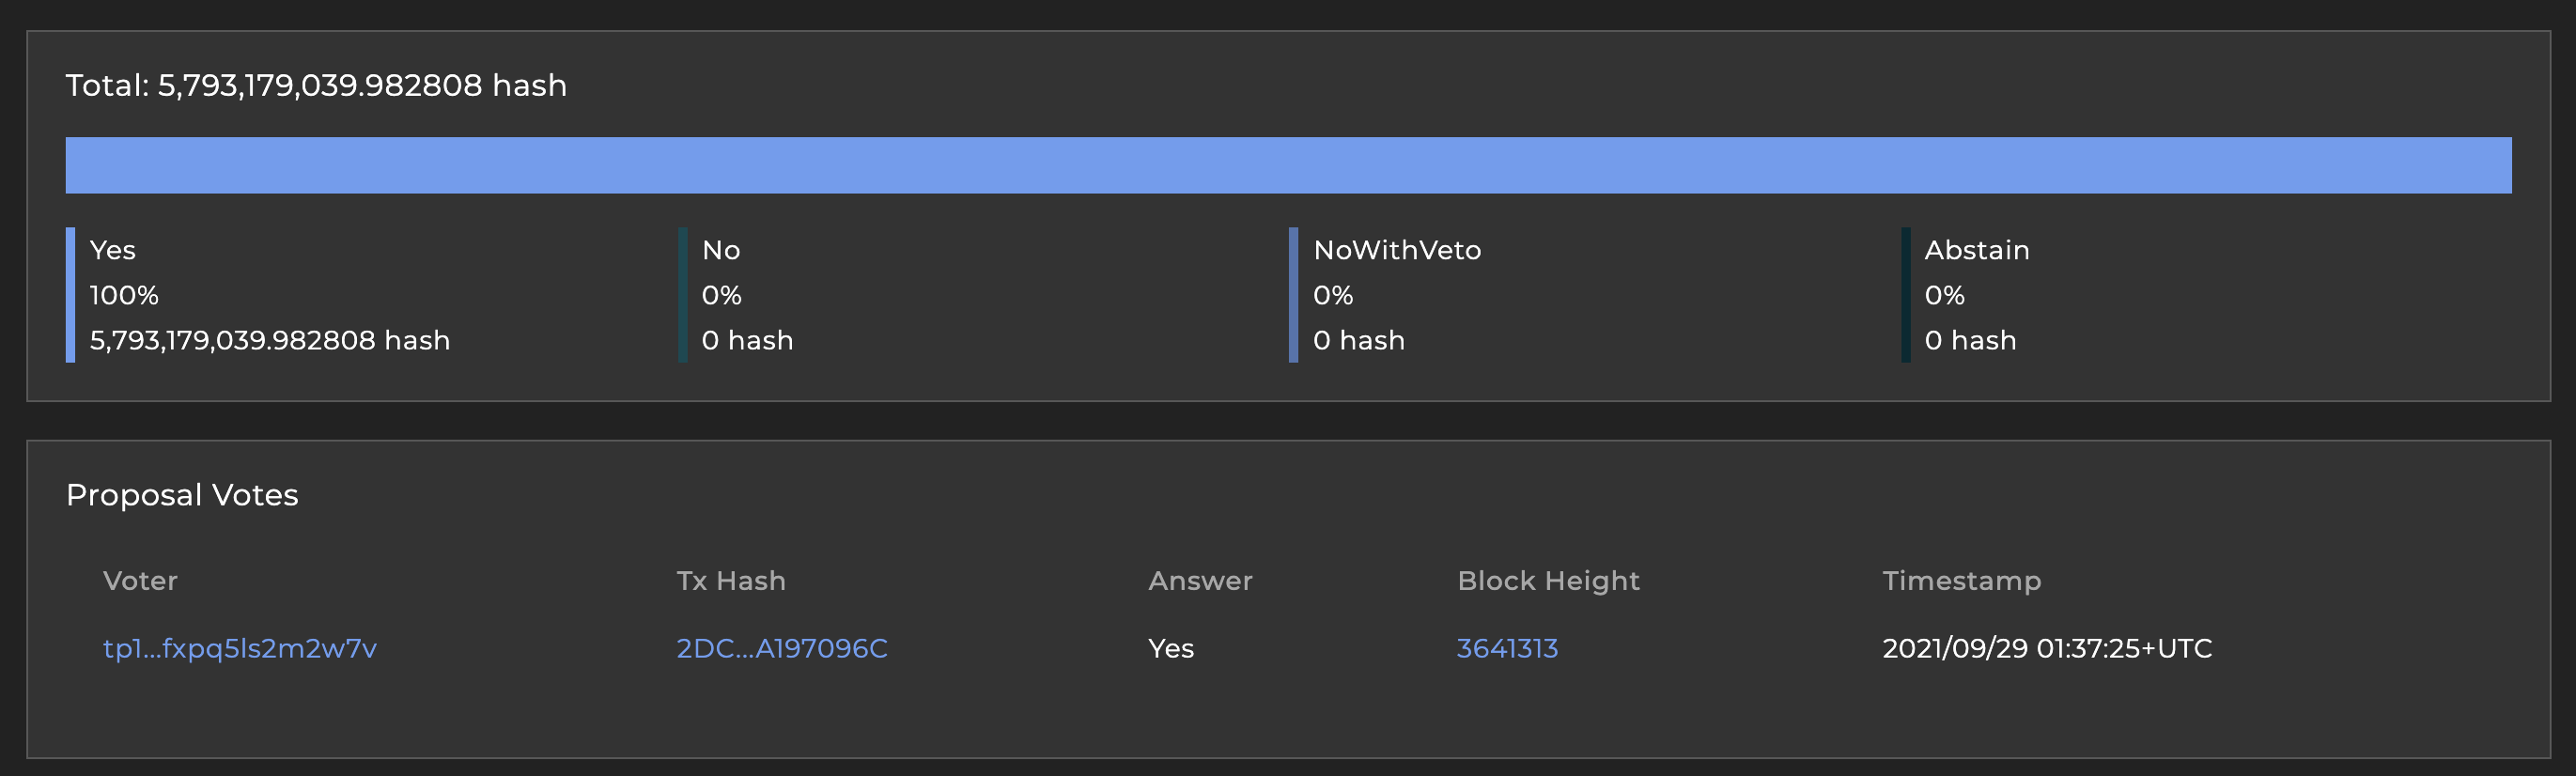 Total: 5,793,179,039.982808 hash
Yes No NoWithVeto Abstain
100% 0% 0% 0%
5,793,179,039.982808 hash 0 hash 0 hash 0 hash
Proposal Votes
Voter Tx Hash Answer Block Height Timestamp
tp1...fxpq5ls2m2w7v 2DC...A197096C Yes 3641313 2021/09/29 01:37:25+UTC